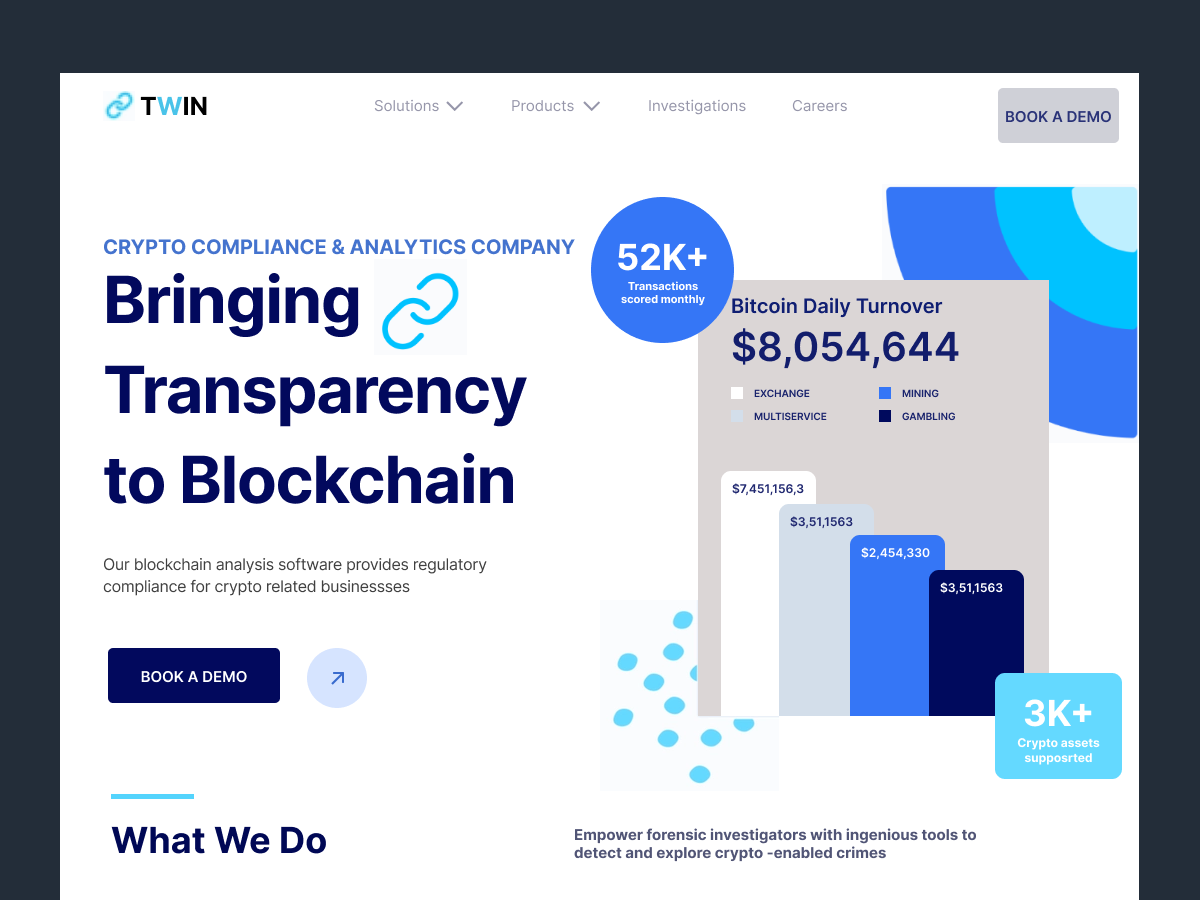 TWIN
Solutions
Products
Investigations
Careers
BOOK A DEMO
CRYPTO COMPLIANCE & ANALYTICS COMPANY
Bringing
Transparency
to Blockchain
Our blockchain analysis software provides regulatory
compliance for crypto related businessses
BOOK A DEMO
52K+
Transactions
scored monthly
Bitcoin Daily Turnover
$8,054,644
EXCHANGE
MINING
MULTISERVICE
GAMBLING
$7,451,156,3
$3,51,1563
$2,454,330
$3,51,1563
3K+
Crypto assets
supposrted
What We Do
Empower forensic investigators with ingenious tools to
detect and explore crypto -enabled crimes